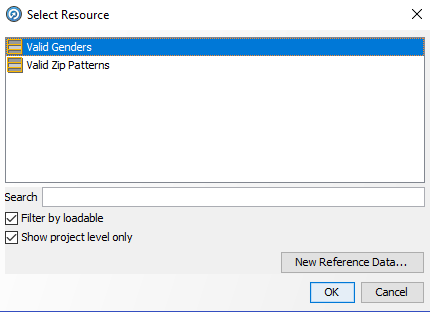 Select Resource
Valid Genders
Valid Zip Patterns
Search
Filter by loadable
Show project level only
New Reference Data...
OK
Cancel